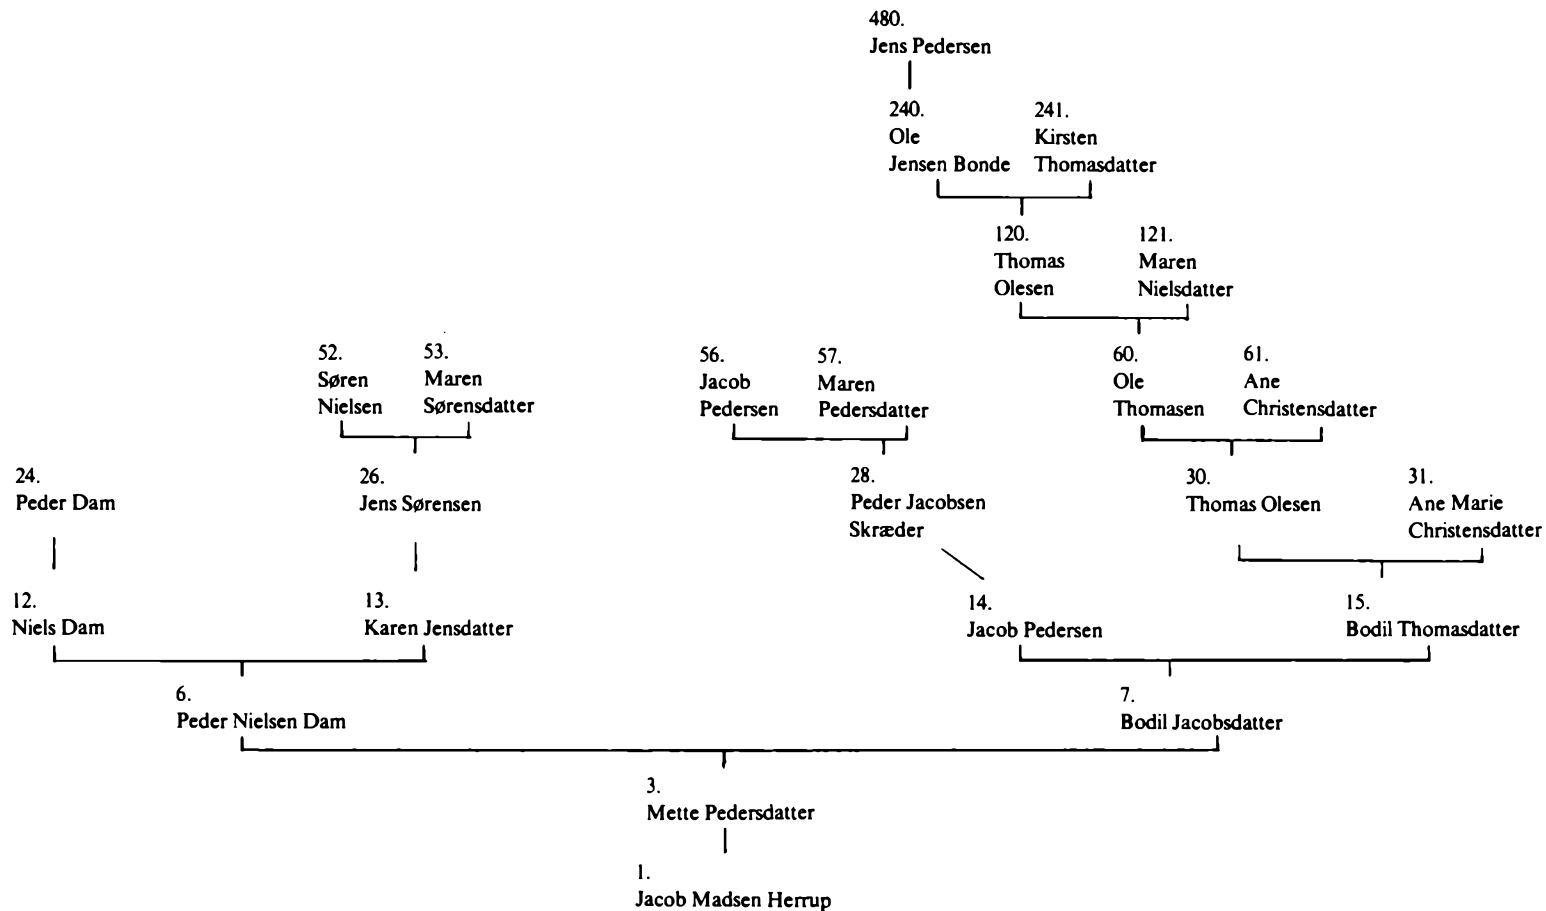 480.
Jens Pedersen
240.
Ole
Jensen Bonde
241.
Kirsten
Thomasdatter
120.
Thomas
Olesen
121.
Maren
Nielsdatter
52.
Søren
Nielsen
53.
Maren
Sørensdatter
56.
Jacob
Pedersen
57.
Maren
Pedersdatter
60.
Ole
Thomasen
61.
Ane
Christensdatter
24.
Peder Dam
26.
Jens Sørensen
28.
Peder Jacobsen
Skræder
30.
Thomas Olesen
31.
Ane Marie
Christensdatter
12.
Niels Dam
13.
Karen Jensdatter
14.
Jacob Pedersen
15.
Bodil Thomasdatter
6.
Peder Nielsen Dam
7.
Bodil Jacobsdatter
3.
Mette Pedersdatter
1.
Jacob Madsen Herrup